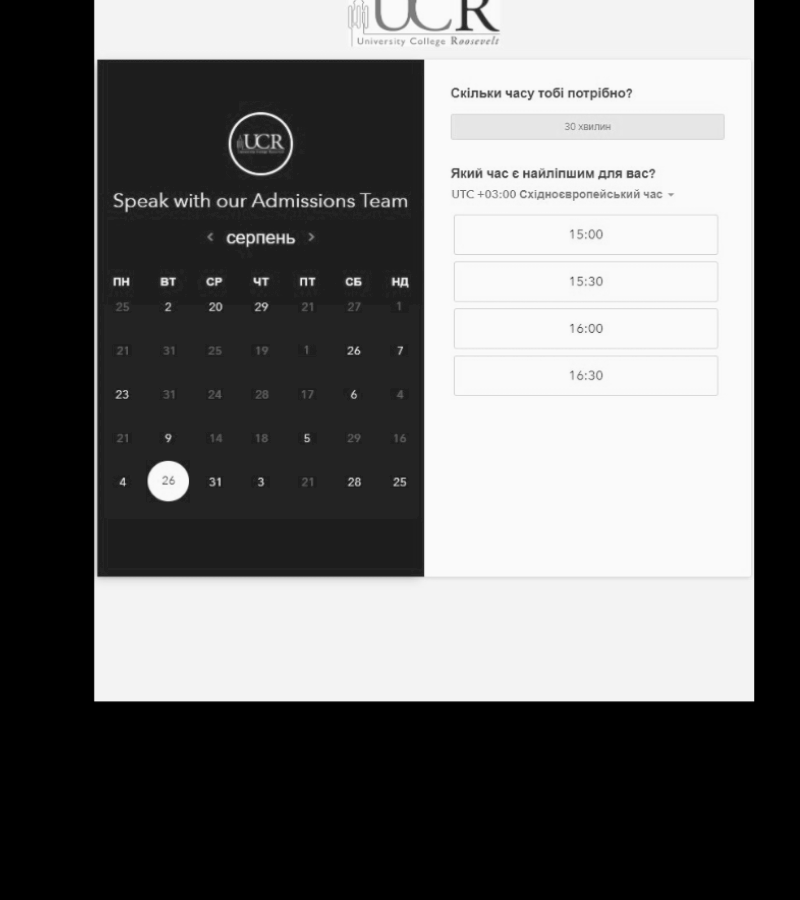 UCR
University College Roosevelt
UCR
Speak with our Admissions Team
‹ серпень ›
ПН ВТ СР ЧТ ПТ СБ НД
25 2 20 29 21 27 1
21 31 25 19 1 26 7
23 31 24 28 17 6 4
21 9 14 18 5 29 16
4 26 31 3 21 28 25
Скільки часу тобі потрібно?
30 хвилин
Який час є найліпшим для вас?
UTC +03:00 Східноєвропейський час
15:00
15:30
16:00
16:30